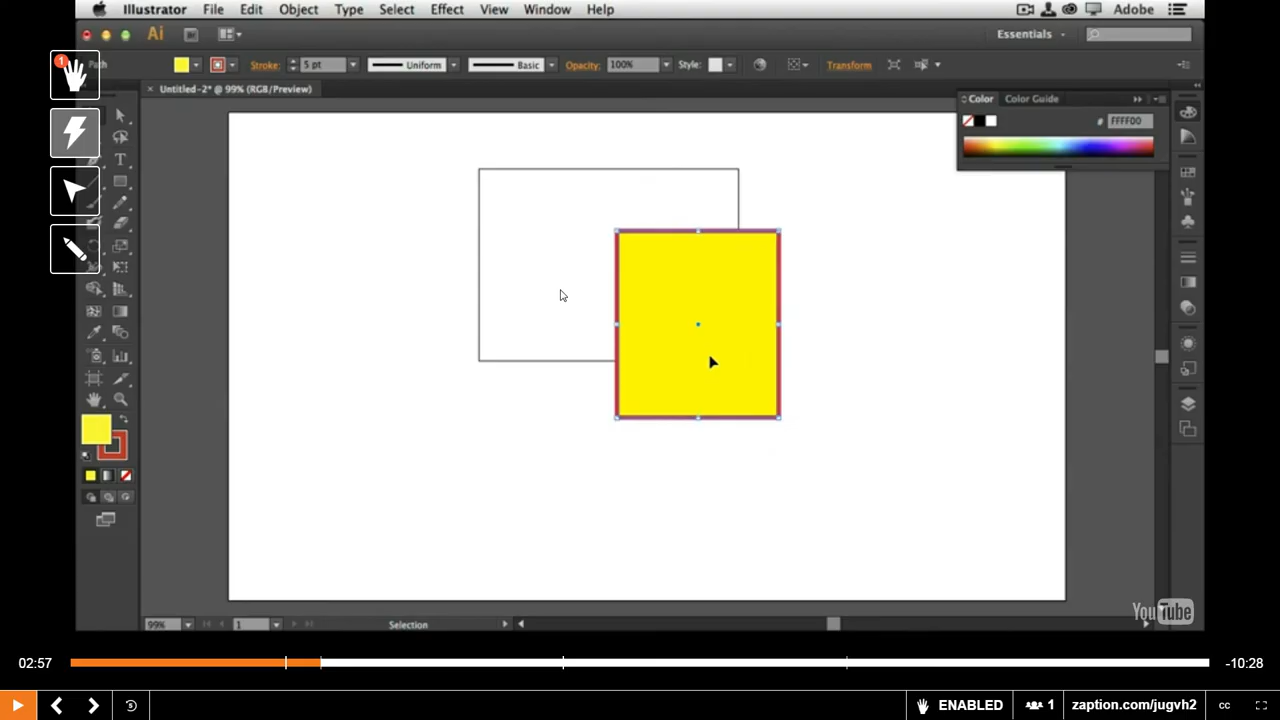 Illustrator File Edit Object Type Select Effect View Window Help Adobe
Ai Essentials
1
Path Stroke: 5 pt Uniform Basic Opacity: 100% Style: Transform
× Untitled-2* @ 99% (RGB/Preview)
Color Color Guide
# FFFF00
T
99% 1 Selection
YouTube
02:57 -10:28
5 ENABLED 1 zaption.com/jugvh2 CC